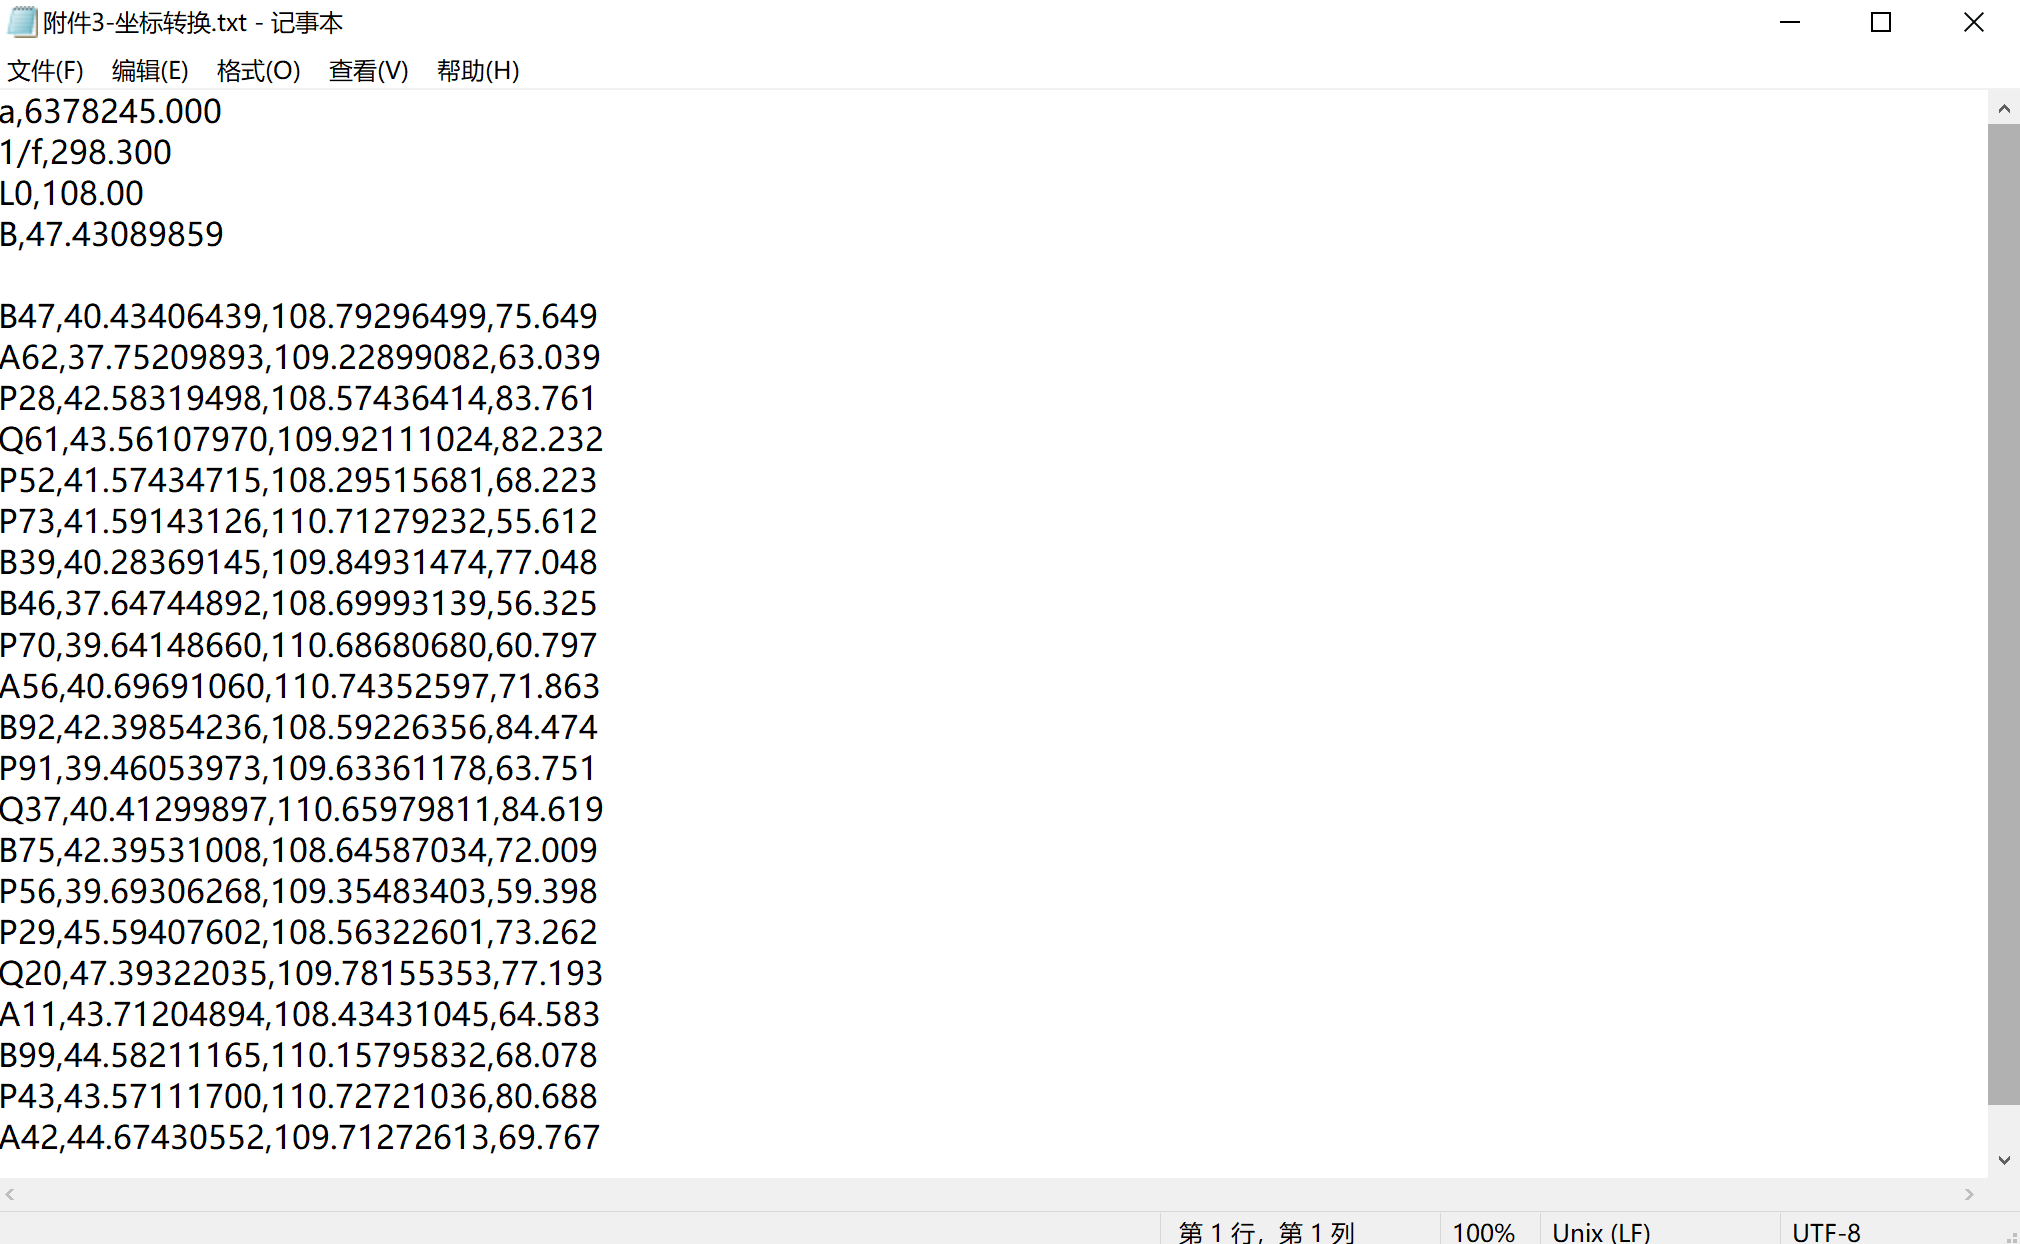 附件3-坐标转换.txt - 记事本
文件(F) 编辑(E) 格式(O) 查看(V) 帮助(H)
a,6378245.000
1/f,298.300
L0,108.00
B,47.43089859
B47,40.43406439,108.79296499,75.649
A62,37.75209893,109.22899082,63.039
P28,42.58319498,108.57436414,83.761
Q61,43.56107970,109.92111024,82.232
P52,41.57434715,108.29515681,68.223
P73,41.59143126,110.71279232,55.612
B39,40.28369145,109.84931474,77.048
B46,37.64744892,108.69993139,56.325
P70,39.64148660,110.68680680,60.797
A56,40.69691060,110.74352597,71.863
B92,42.39854236,108.59226356,84.474
P91,39.46053973,109.63361178,63.751
Q37,40.41299897,110.65979811,84.619
B75,42.39531008,108.64587034,72.009
P56,39.69306268,109.35483403,59.398
P29,45.59407602,108.56322601,73.262
Q20,47.39322035,109.78155353,77.193
A11,43.71204894,108.43431045,64.583
B99,44.58211165,110.15795832,68.078
P43,43.57111700,110.72721036,80.688
A42,44.67430552,109.71272613,69.767
第 1 行，第 1 列 100% Unix (LF) UTF-8